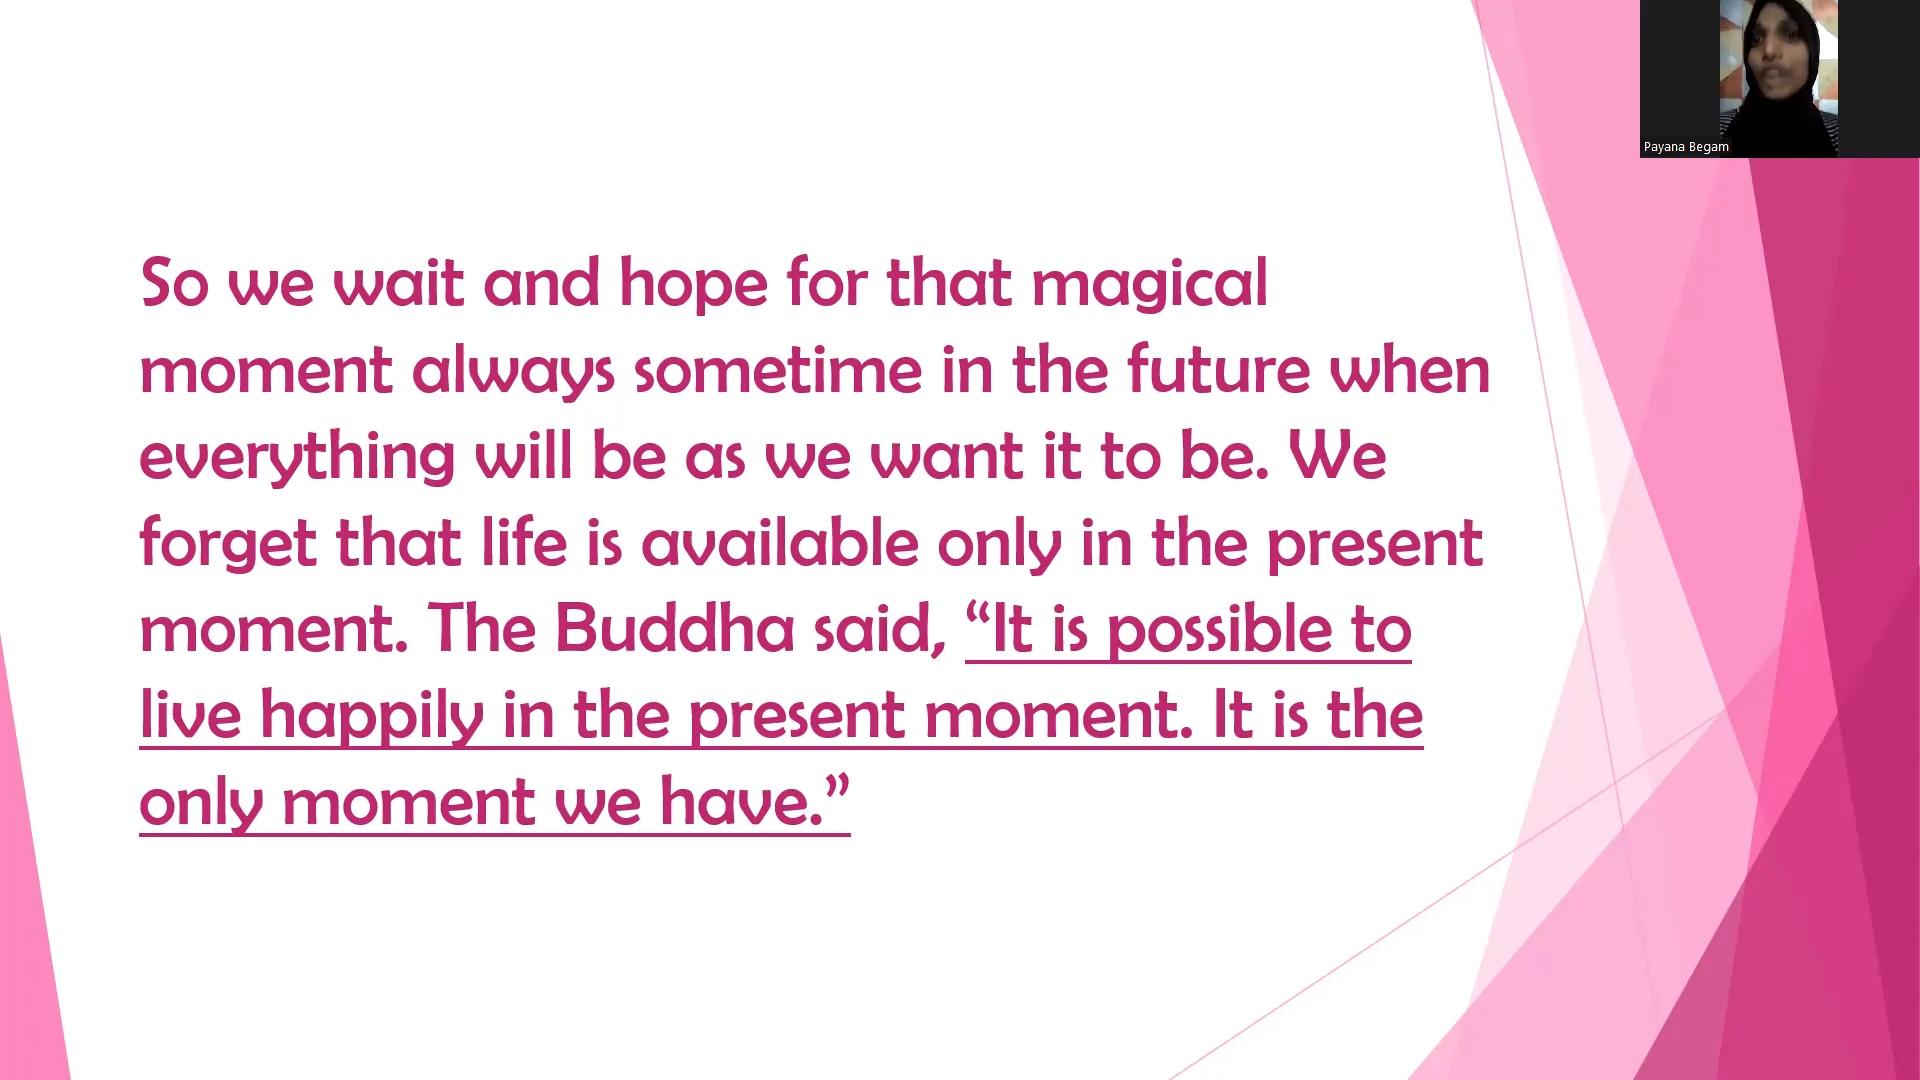 Payana Begam
So we wait and hope for that magical
moment always sometime in the future when
everything will be as we want it to be. We
forget that life is available only in the present
moment. The Buddha said, “It is possible to
live happily in the present moment. It is the
only moment we have.”